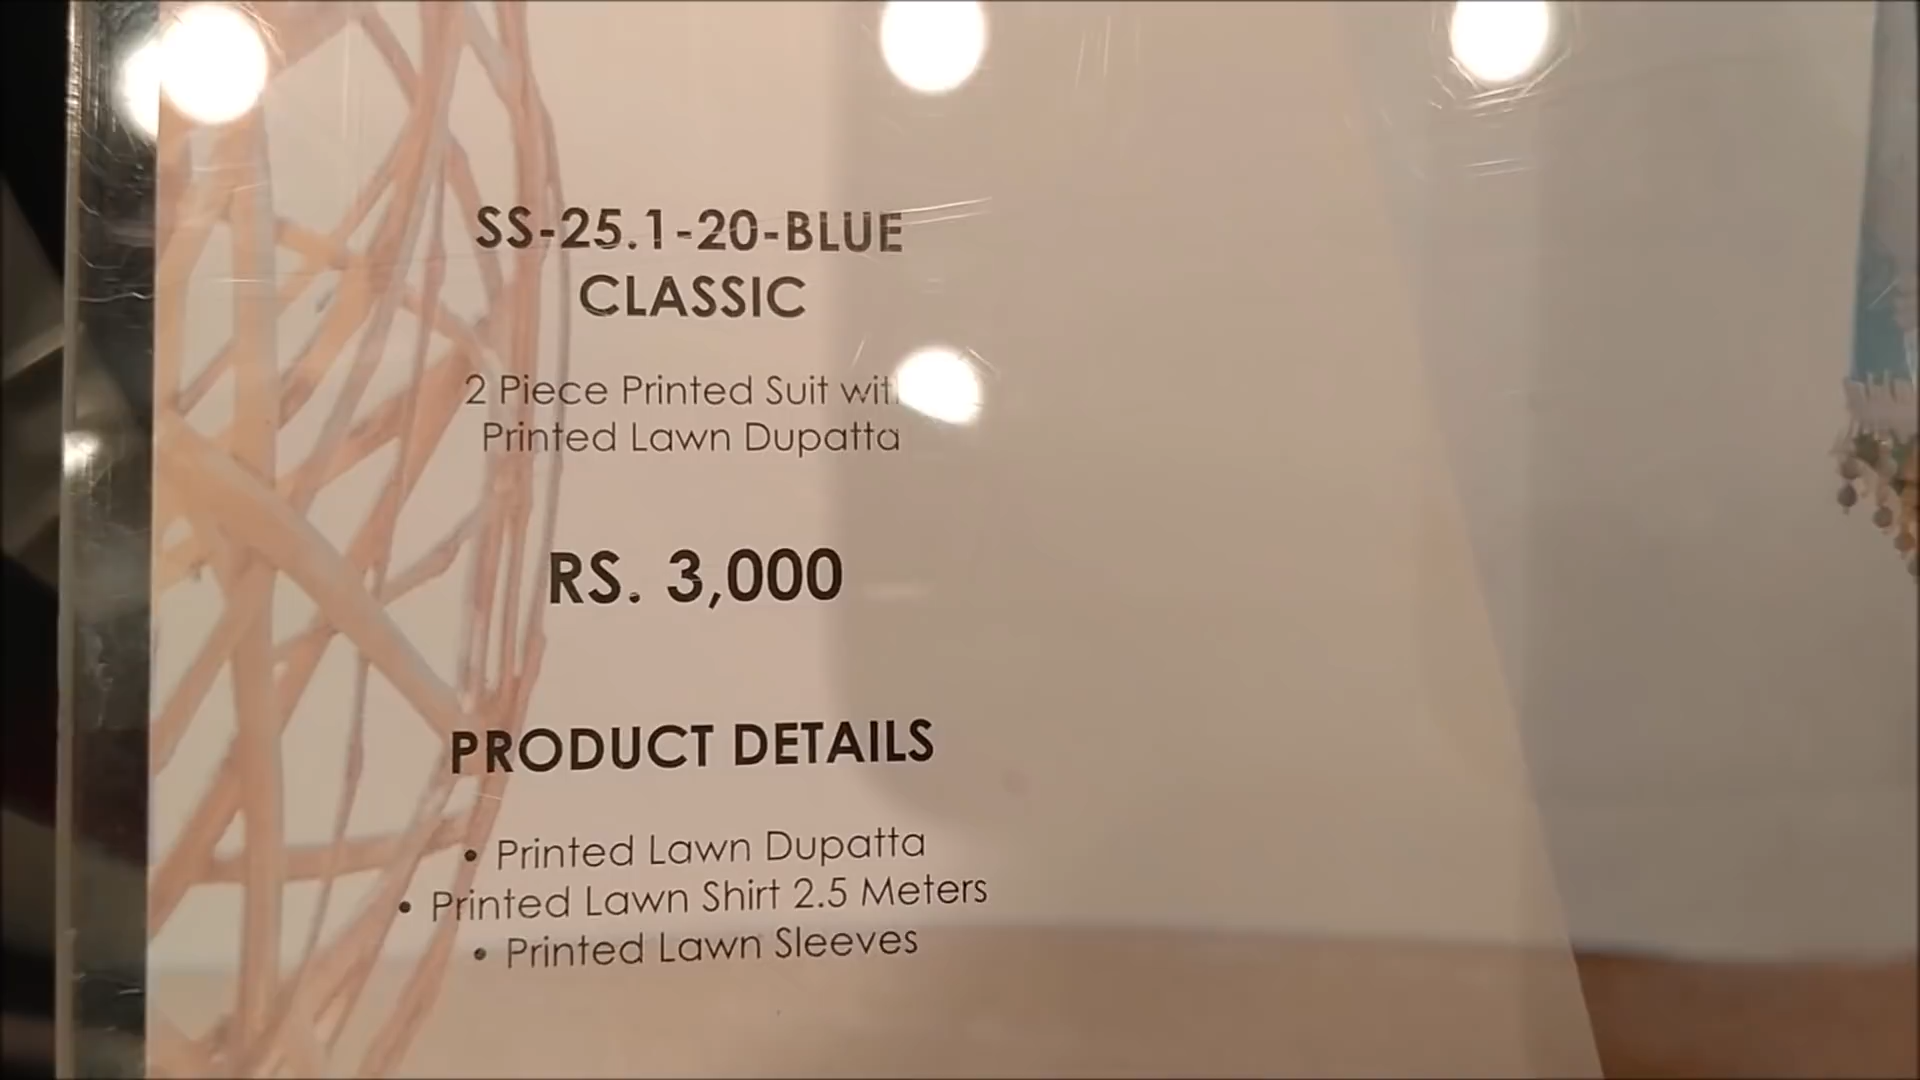 SS-25.1-20-BLUE
CLASSIC
2 Piece Printed Suit
Printed Lawn Dupatta
RS. 3,000
PRODUCT DETAILS
• Printed Lawn Dupatta
• Printed Lawn Shirt 2.5 Meters
• Printed Lawn Sleeves